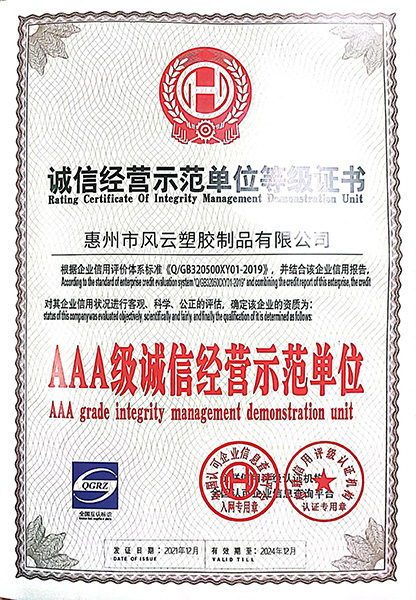 诚信经营示范单位等级证书
Rating Certificate Of Integrity Management Demonstration Unit
惠州市风云塑胶制品有限公司
根据企业信用评价体系标准《Q/GB320500XY01-2019》，并结合该企业信用报告，
According to the standard of enterprise credit evaluation system "Q/GB320500XY01-2019" and combining the credit report of this enterprise, the credit
对其企业信用状况进行客观、科学、公正的评估，确定该企业的资质为：
status of this company was evaluated objectively, scientifically and fairly, and finally the qualification of it is determined as follows:
AAA级诚信经营示范单位
AAA grade integrity management demonstration unit
QGRZ
全国互认标识
入网专用章
认证专用章
发证日期：2021年12月
DATE OF ISSUE
有效期至：2024年12月
VALID TILL